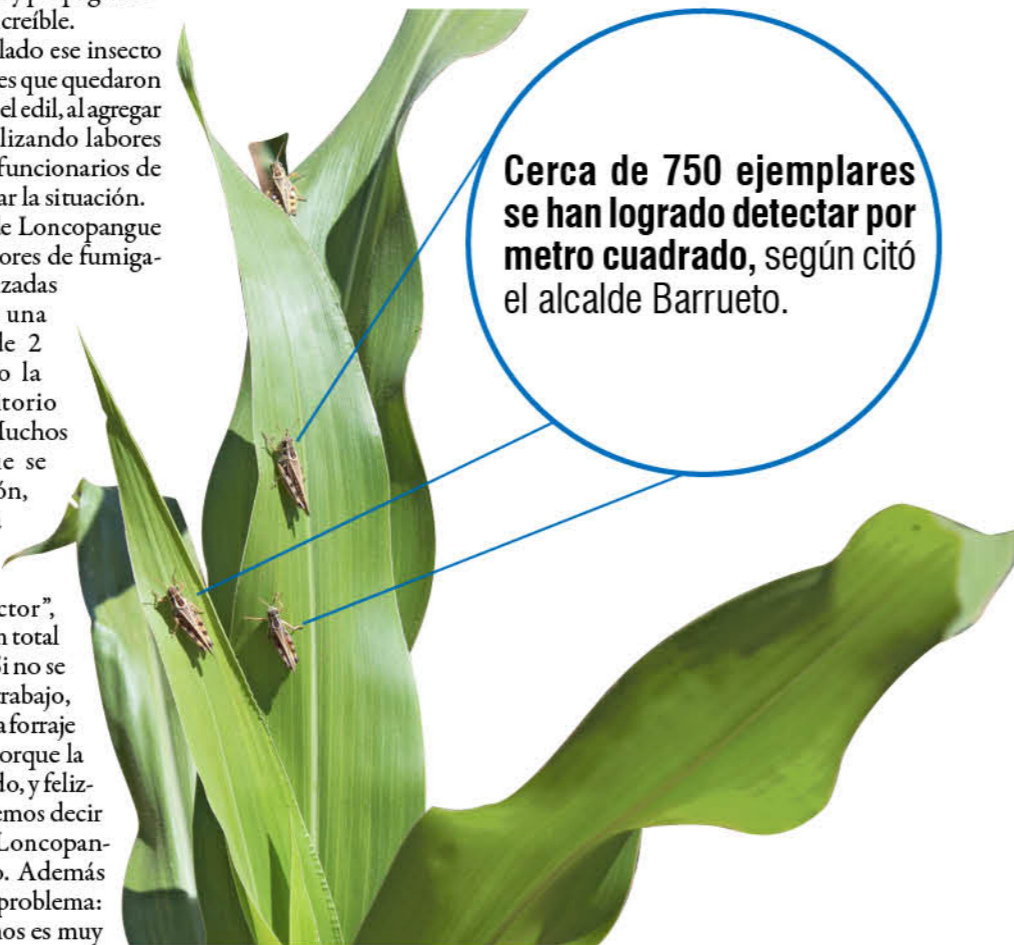 creíble.
lado ese insecto
es que quedaron
el edil, al agregar
lizando labores
funcionarios de
ar la situación.
e Loncopangue
ores de fumiga-
zadas
una
de 2
o la
torio
Muchos
e se
ón,
ctor”,
n total
Si no se
rabajo,
a forraje
orque la
do, y feliz-
emos decir
Loncopan-
o. Además
problema:
nos es muy
Cerca de 750 ejemplares
se han logrado detectar por
metro cuadrado, según citó
el alcalde Barrueto.